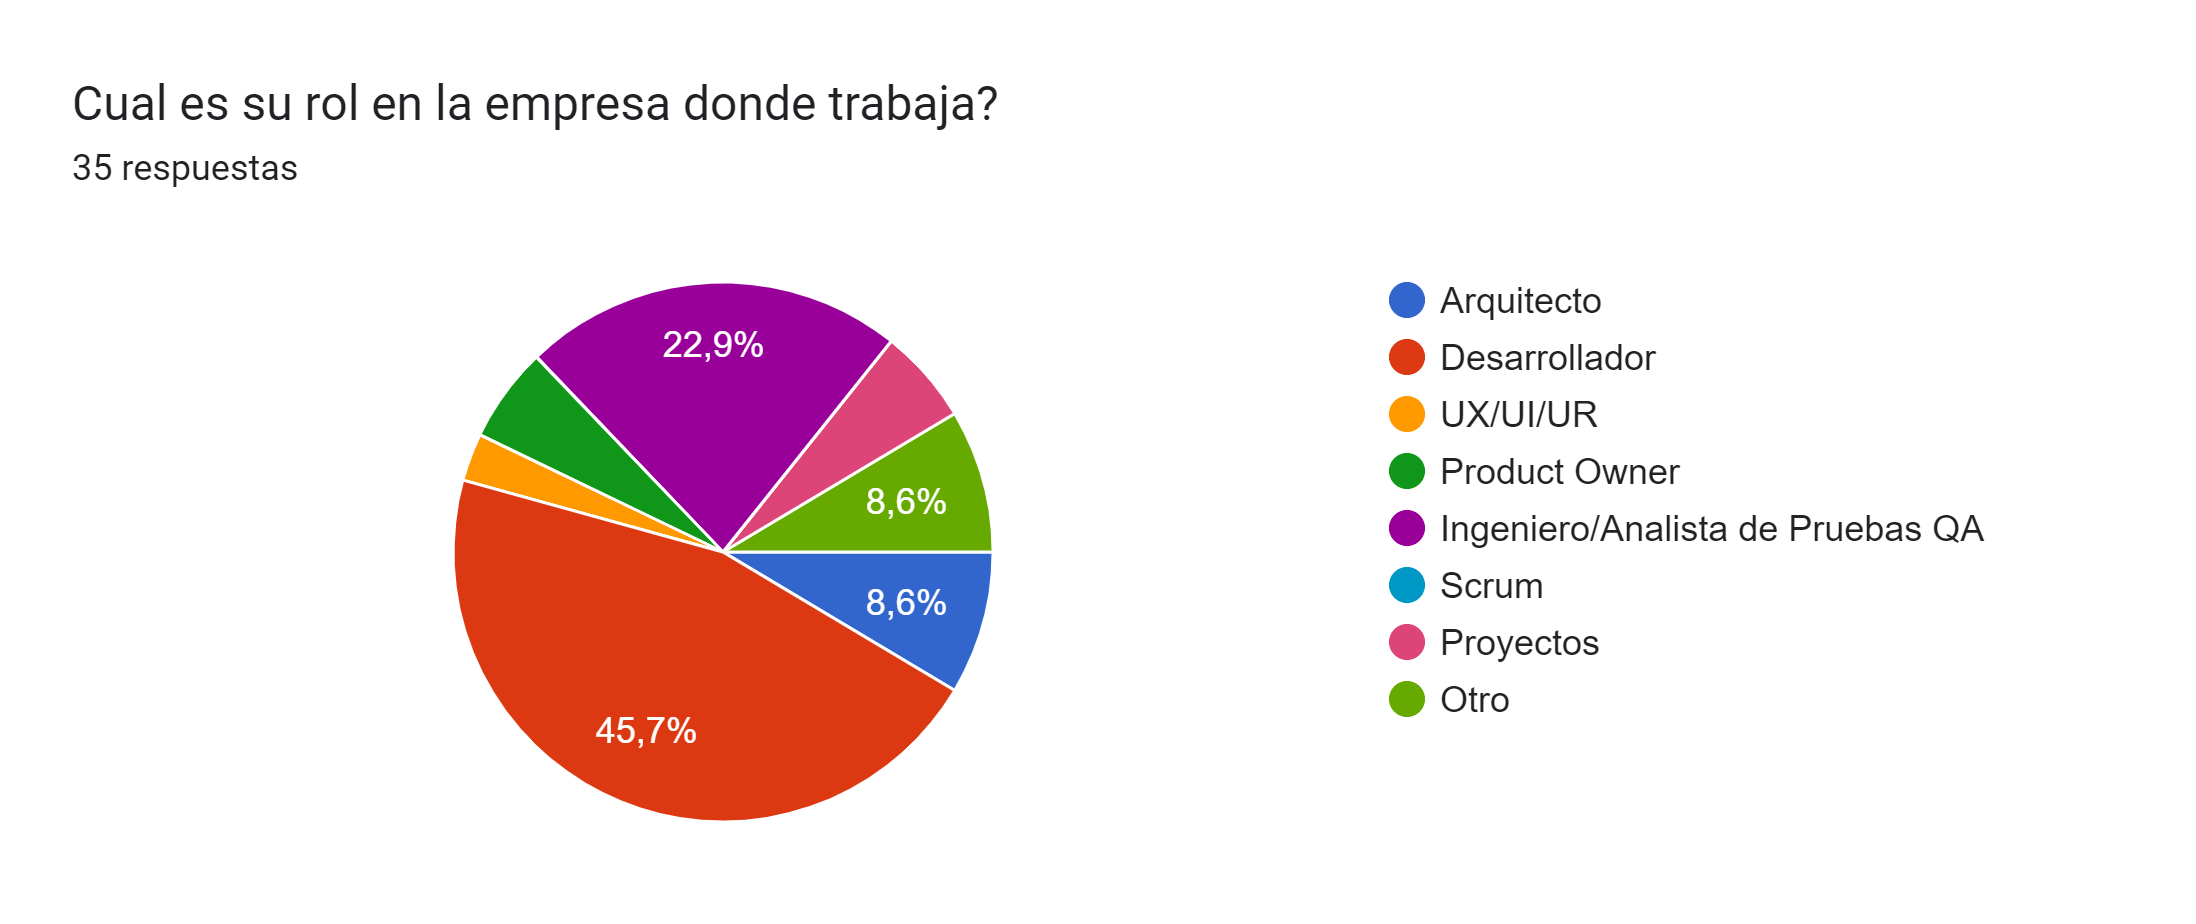 Cual es su rol en la empresa donde trabaja?
35 respuestas
22,9%
8,6%
8,6%
45,7%
Arquitecto
Desarrollador
UX/UI/UR
Product Owner
Ingeniero/Analista de Pruebas QA
Scrum
Proyectos
Otro